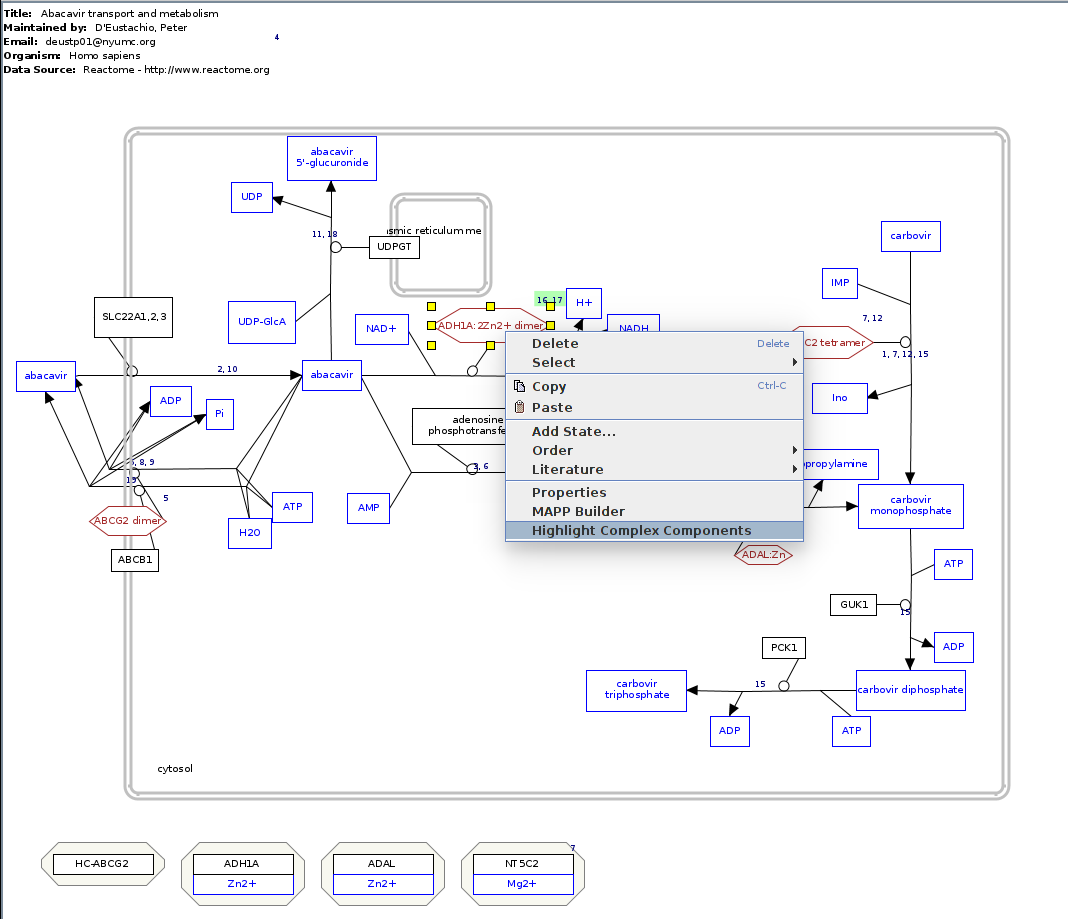 Title: Abacavir transport and metabolism
Maintained by: D'Eustachio, Peter
4
Email: deustp01@nyumc.org
Organism: Homo sapiens
Data Source: Reactome - http://www.reactome.org
abacavir
5'-glucuronide
UDP
11, 18
smic reticulum me
UDPGT
carbovir
IMP
16,17
H+
SLC22A1,2,3
UDP-GlcA
NAD+
ADH1A:2Zn2+ dimer
NADH
7, 12
C2 tetramer
1, 7, 12, 15
Delete Delete
Select
Copy Ctrl-C
Paste
Add State...
Order
Literature
Properties
MAPP Builder
Highlight Complex Components
abacavir
2, 10
abacavir
ADP
Pi
Ino
adenosine
phosphotransfe
8, 9
3, 6
opropylamine
15
5
ABCG2 dimer
ATP
AMP
H2O
ABCB1
carbovir
monophosphate
ADAL:Zn
ATP
GUK1
15
PCK1
ADP
carbovir
triphosphate
15
carbovir diphosphate
ADP
ATP
cytosol
HC-ABCG2
ADH1A
Zn2+
ADAL
Zn2+
7
NT5C2
Mg2+